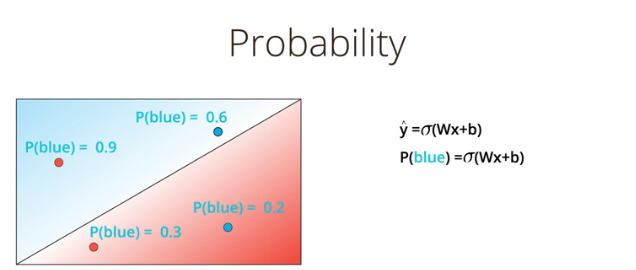 Probability
P(blue) = 0.6
P(blue) = 0.9
P(blue) = 0.2
P(blue) = 0.3
ŷ =σ(Wx+b)
P(blue) =σ(Wx+b)